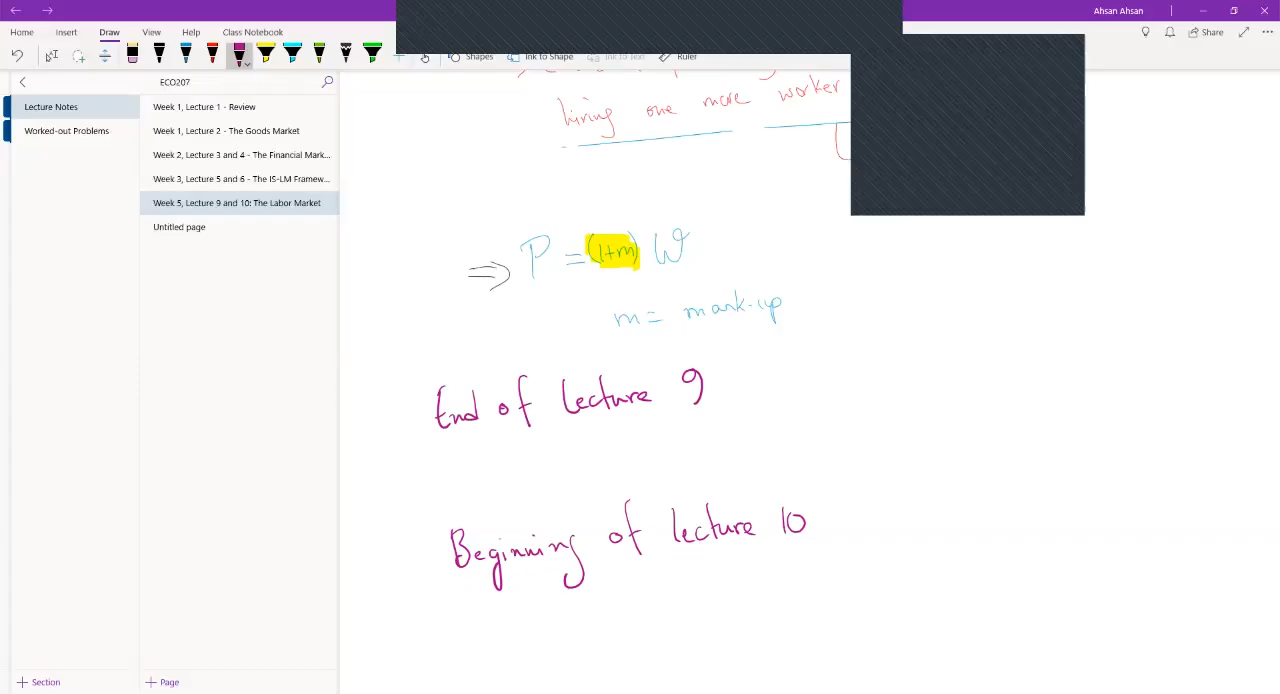 Ahsan Ahsan
Home Insert Draw View Help Class Notebook
Share
Shapes Ink to Shape Ink to Text Ruler
ECO207
Lecture Notes
Worked-out Problems
Week 1, Lecture 1 - Review
Week 1, Lecture 2 - The Goods Market
Week 2, Lecture 3 and 4 - The Financial Mark...
Week 3, Lecture 5 and 6 - The IS-LM Framew...
Week 5, Lecture 9 and 10: The Labor Market
Untitled page
hiring one more worker
⇒ P = (1+m) W
m = mark-up
End of lecture 9
Beginning of lecture 10
+ Section
+ Page